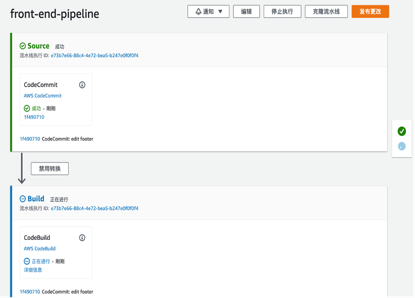 front-end-pipeline
通知
编辑
停止执行
克隆流水线
发布更改
Source 成功
流水线执行 ID: e73b7e66-88c4-4e72-bea5-b247e0f0f0f4
CodeCommit
AWS CodeCommit
成功 - 刚刚
1f490710
1f490710 CodeCommit: edit footer
禁用转换
Build 正在进行
流水线执行 ID: e73b7e66-88c4-4e72-bea5-b247e0f0f0f4
CodeBuild
AWS CodeBuild
正在进行 - 刚刚
详细信息
1f490710 CodeCommit: edit footer